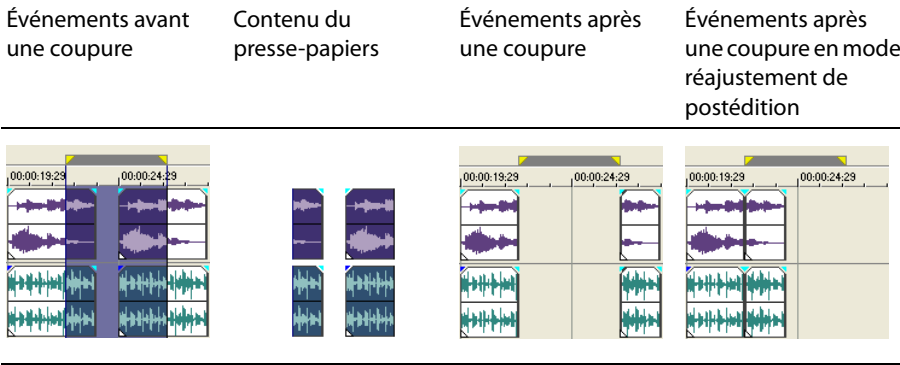 Événements avant
une coupure
Contenu du
presse-papiers
Événements après
une coupure
Événements après
une coupure en mode
réajustement de
postédition
00:00:19:29 00:00:24:29
00:00:19:29 00:00:24:29
00:00:19:29 00:00:24:29